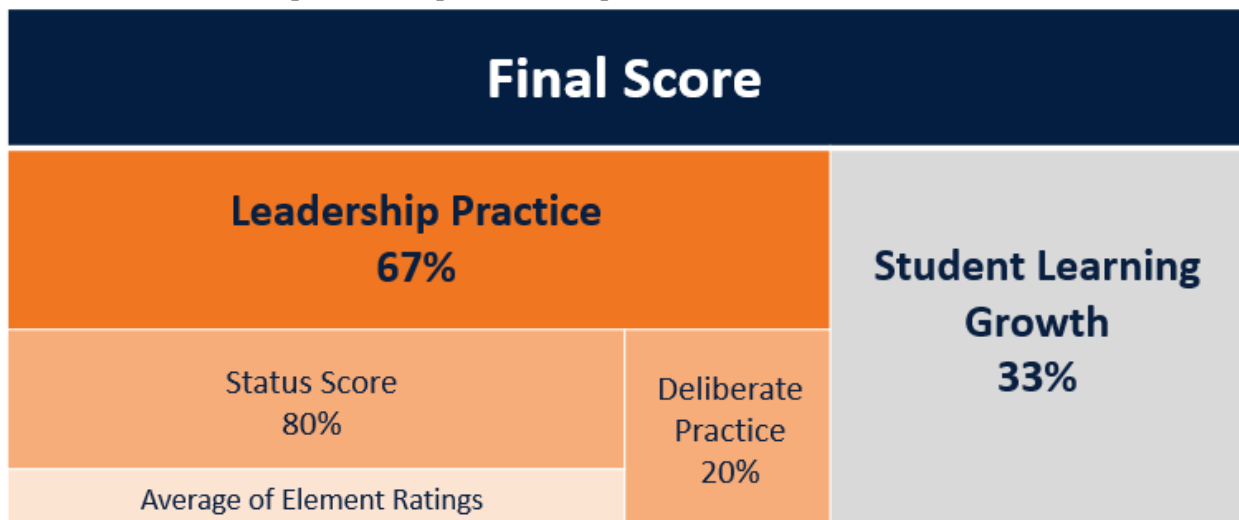 Final Score
Leadership Practice
67%
Student Learning
Growth
33%
Status Score
80%
Deliberate
Practice
20%
Average of Element Ratings